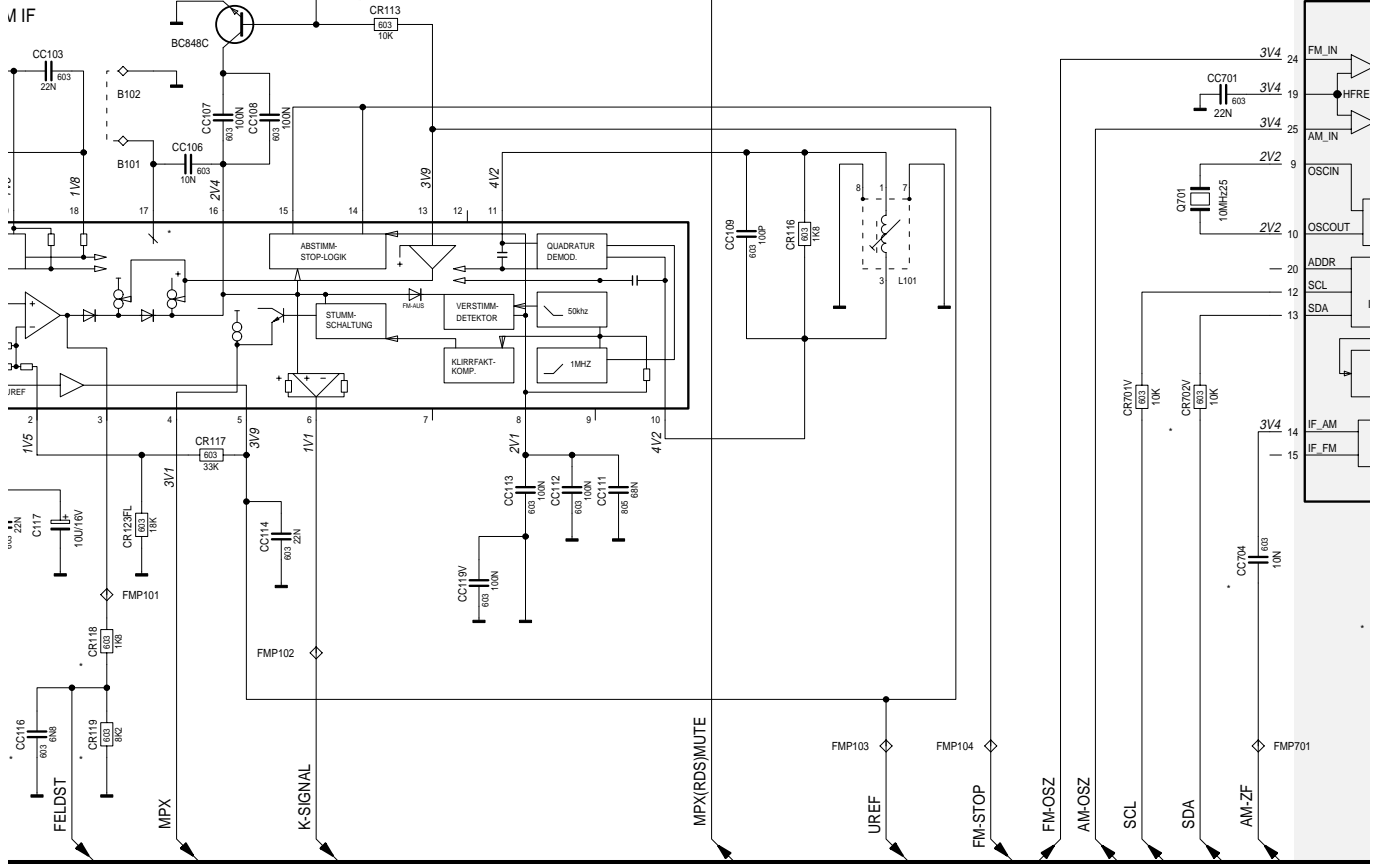 M IF
CR113
603
10K
BC848C
CC103
603
22N
B102
B101
CC106
603
10N
CC107
603
100N
CC108
603
100N
1V8
2V4
3V9
4V2
18
17
16
15
14
13
12
11
*
ABSTIMM-
STOP-LOGIK
QUADRATUR
DEMOD.
FM-AUS
STUMM-
SCHALTUNG
VERSTIMM-
DETEKTOR
50khz
KLIRRFAKT-
KOMP.
1MHZ
UREF
2
3
4
5
6
7
8
9
10
1V5
3V1
3V9
1V1
2V1
4V2
CC109
603
100P
CR116
603
1K8
8
1
7
3
L101
CR117
603
33K
603
22N
C117
10U/16V
CR123FL
603
18K
CC114
603
22N
CC113
603
100N
CC112
603
100N
CC111
805
68N
CC119V
603
100N
FMP101
CR118
603
1K8
*
FMP102
CC116
603
6N8
*
CR119
603
8K2
*
FMP103
FMP104
FMP701
FELDST
MPX
K-SIGNAL
MPX(RDS)MUTE
UREF
FM-STOP
FM-OSZ
AM-OSZ
SCL
SDA
AM-ZF
3V4 24 FM_IN
CC701
603
22N
3V4 19 HFRE
3V4 25 AM_IN
2V2 9 OSCIN
Q701
10MHz25
2V2 10 OSCOUT
20 ADDR
12 SCL
13 SDA
CR701V
603
10K
CR702V
603
10K
*
3V4 14 IF_AM
15 IF_FM
CC704
603
10N
*
*